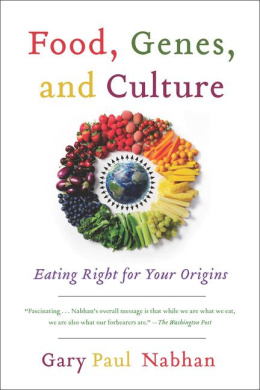 Food, Genes,
and Culture
Eating Right for Your Origins
“Fascinating . . . Nabhan’s overall message is that while we are what we eat,
we are also what our forbearers ate.” —The Washington Post
Gary Paul Nabhan